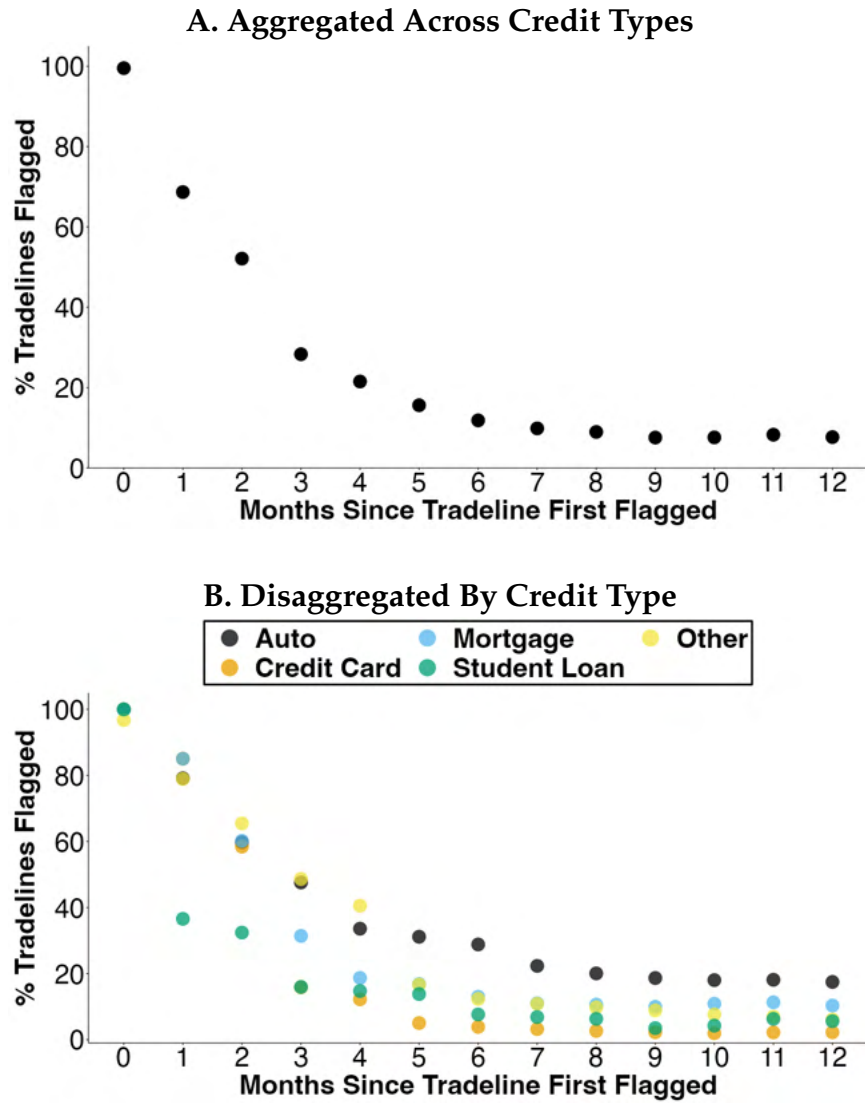 A. Aggregated Across Credit Types
% Tradelines Flagged
100
80
60
40
20
0
0 1 2 3 4 5 6 7 8 9 10 11 12
Months Since Tradeline First Flagged
B. Disaggregated By Credit Type
Auto Mortgage Other
Credit Card Student Loan
% Tradelines Flagged
100
80
60
40
20
0
0 1 2 3 4 5 6 7 8 9 10 11 12
Months Since Tradeline First Flagged